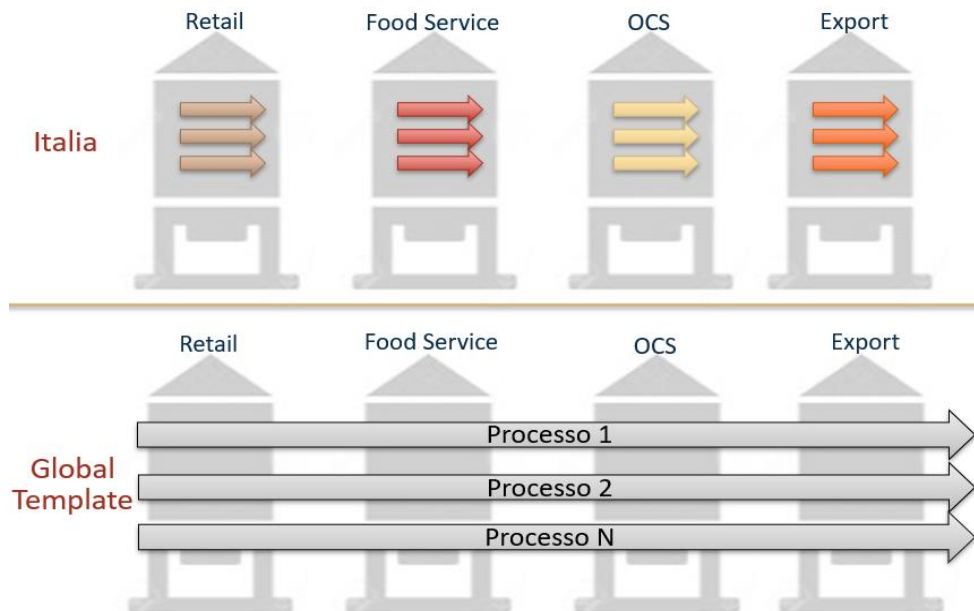 Retail
Food Service
OCS
Export
Italia
Retail
Food Service
OCS
Export
Global
Template
Processo 1
Processo 2
Processo N